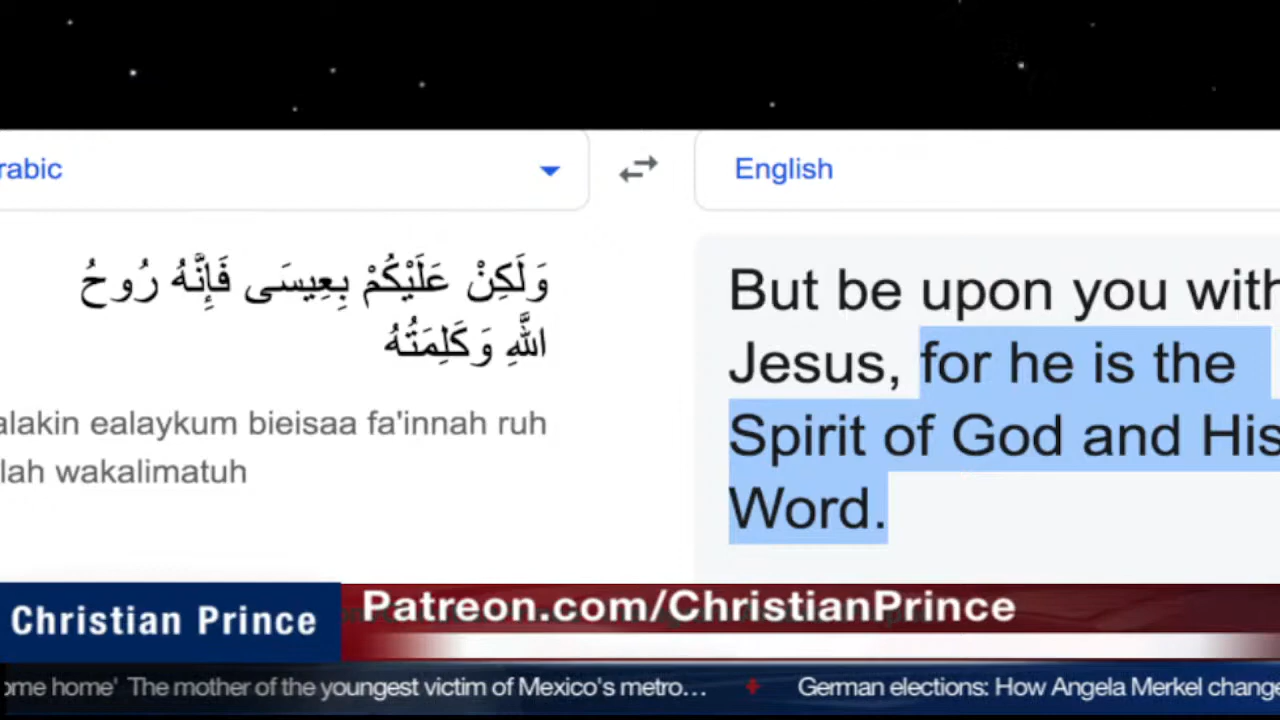 rabic
English
وَلَكِنْ عَلَيْكُمْ بِعِيسَى فَإِنَّهُ رُوحُ
اللَّهِ وَكَلِمَتُهُ
alakin ealaykum bieisaa fa'innah ruh
lah wakalimatuh
But be upon you with
Jesus, for he is the
Spirit of God and His
Word.
Christian Prince
Patreon.com/ChristianPrince
ome home' The mother of the youngest victim of Mexico's metro... German elections: How Angela Merkel change